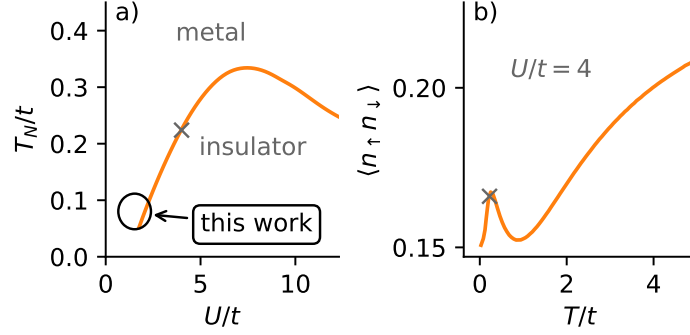 a)
metal
insulator
this work
T_N/t
0.4
0.3
0.2
0.1
0.0
0
5
10
U/t
b)
U/t = 4
⟨n↑n↓⟩
0.20
0.15
0
2
4
T/t